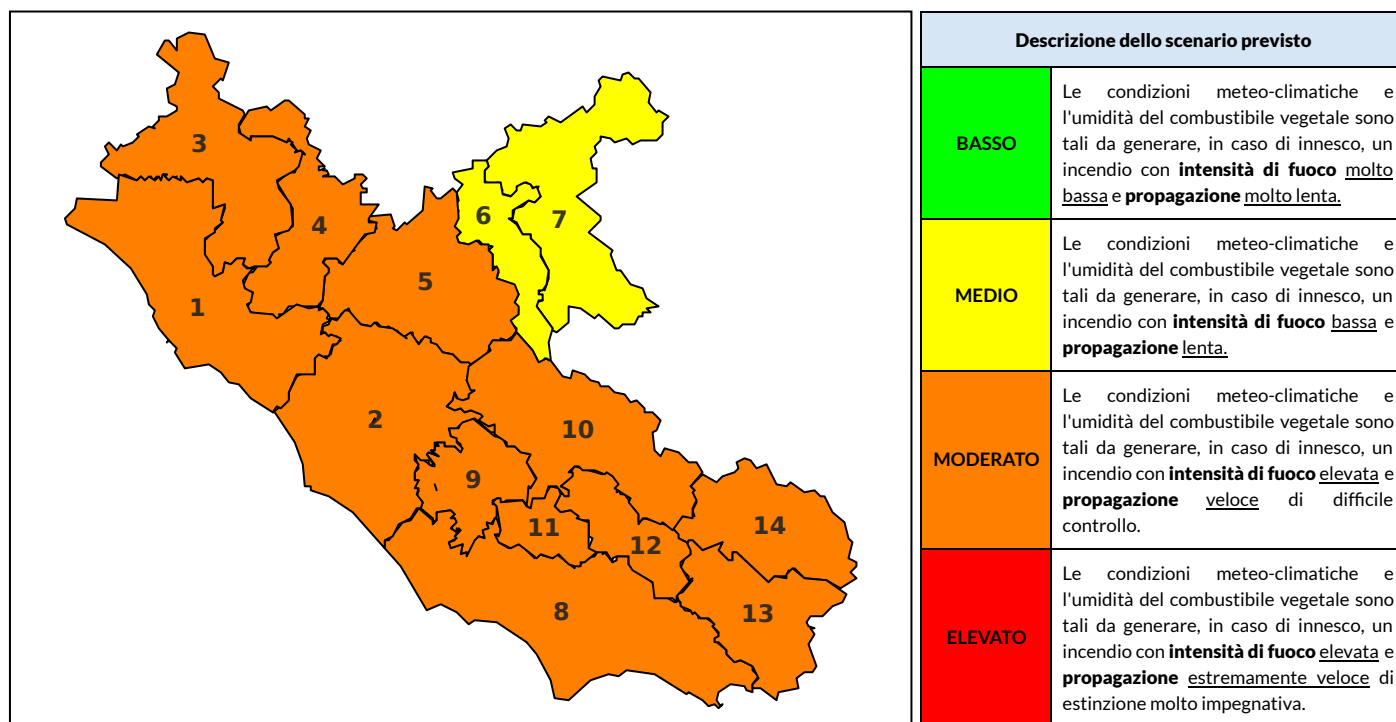 3
4
6
7
5
1
2
10
9
11
12
14
8
13
Descrizione dello scenario previsto
BASSO
Le condizioni meteo-climatiche e
l'umidità del combustibile vegetale sono
tali da generare, in caso di innesco, un
incendio con intensità di fuoco molto
bassa e propagazione molto lenta.
MEDIO
Le condizioni meteo-climatiche e
l'umidità del combustibile vegetale sono
tali da generare, in caso di innesco, un
incendio con intensità di fuoco bassa e
propagazione lenta.
MODERATO
Le condizioni meteo-climatiche e
l'umidità del combustibile vegetale sono
tali da generare, in caso di innesco, un
incendio con intensità di fuoco elevata e
propagazione veloce di difficile
controllo.
ELEVATO
Le condizioni meteo-climatiche e
l'umidità del combustibile vegetale sono
tali da generare, in caso di innesco, un
incendio con intensità di fuoco elevata e
propagazione estremamente veloce di
estinzione molto impegnativa.